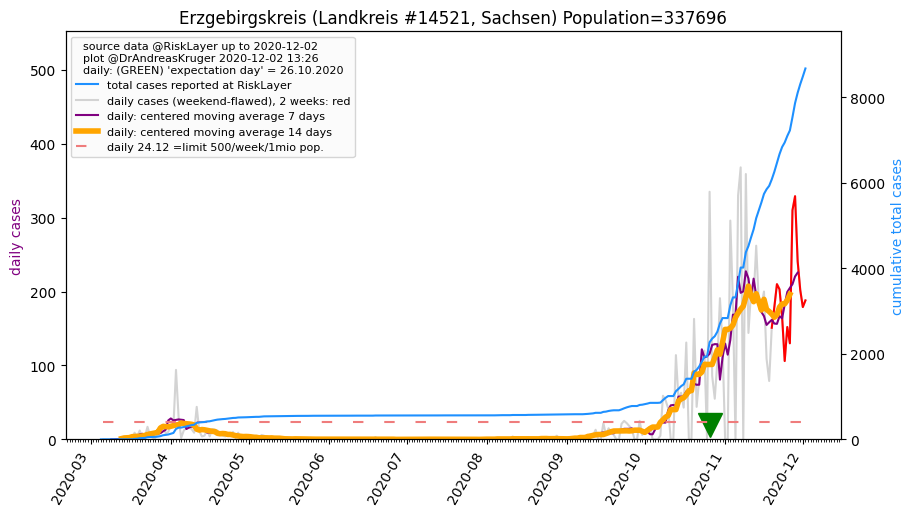 Erzgebirgskreis (Landkreis #14521, Sachsen) Population=337696
source data @RiskLayer up to 2020-12-02
plot @DrAndreasKruger 2020-12-02 13:26
daily: (GREEN) 'expectation day' = 26.10.2020
total cases reported at RiskLayer
daily cases (weekend-flawed), 2 weeks: red
daily: centered moving average 7 days
daily: centered moving average 14 days
daily 24.12 =limit 500/week/1mio pop.
daily cases
500
400
300
200
100
0
cumulative total cases
8000
6000
4000
2000
0
2020-03
2020-04
2020-05
2020-06
2020-07
2020-08
2020-09
2020-10
2020-11
2020-12